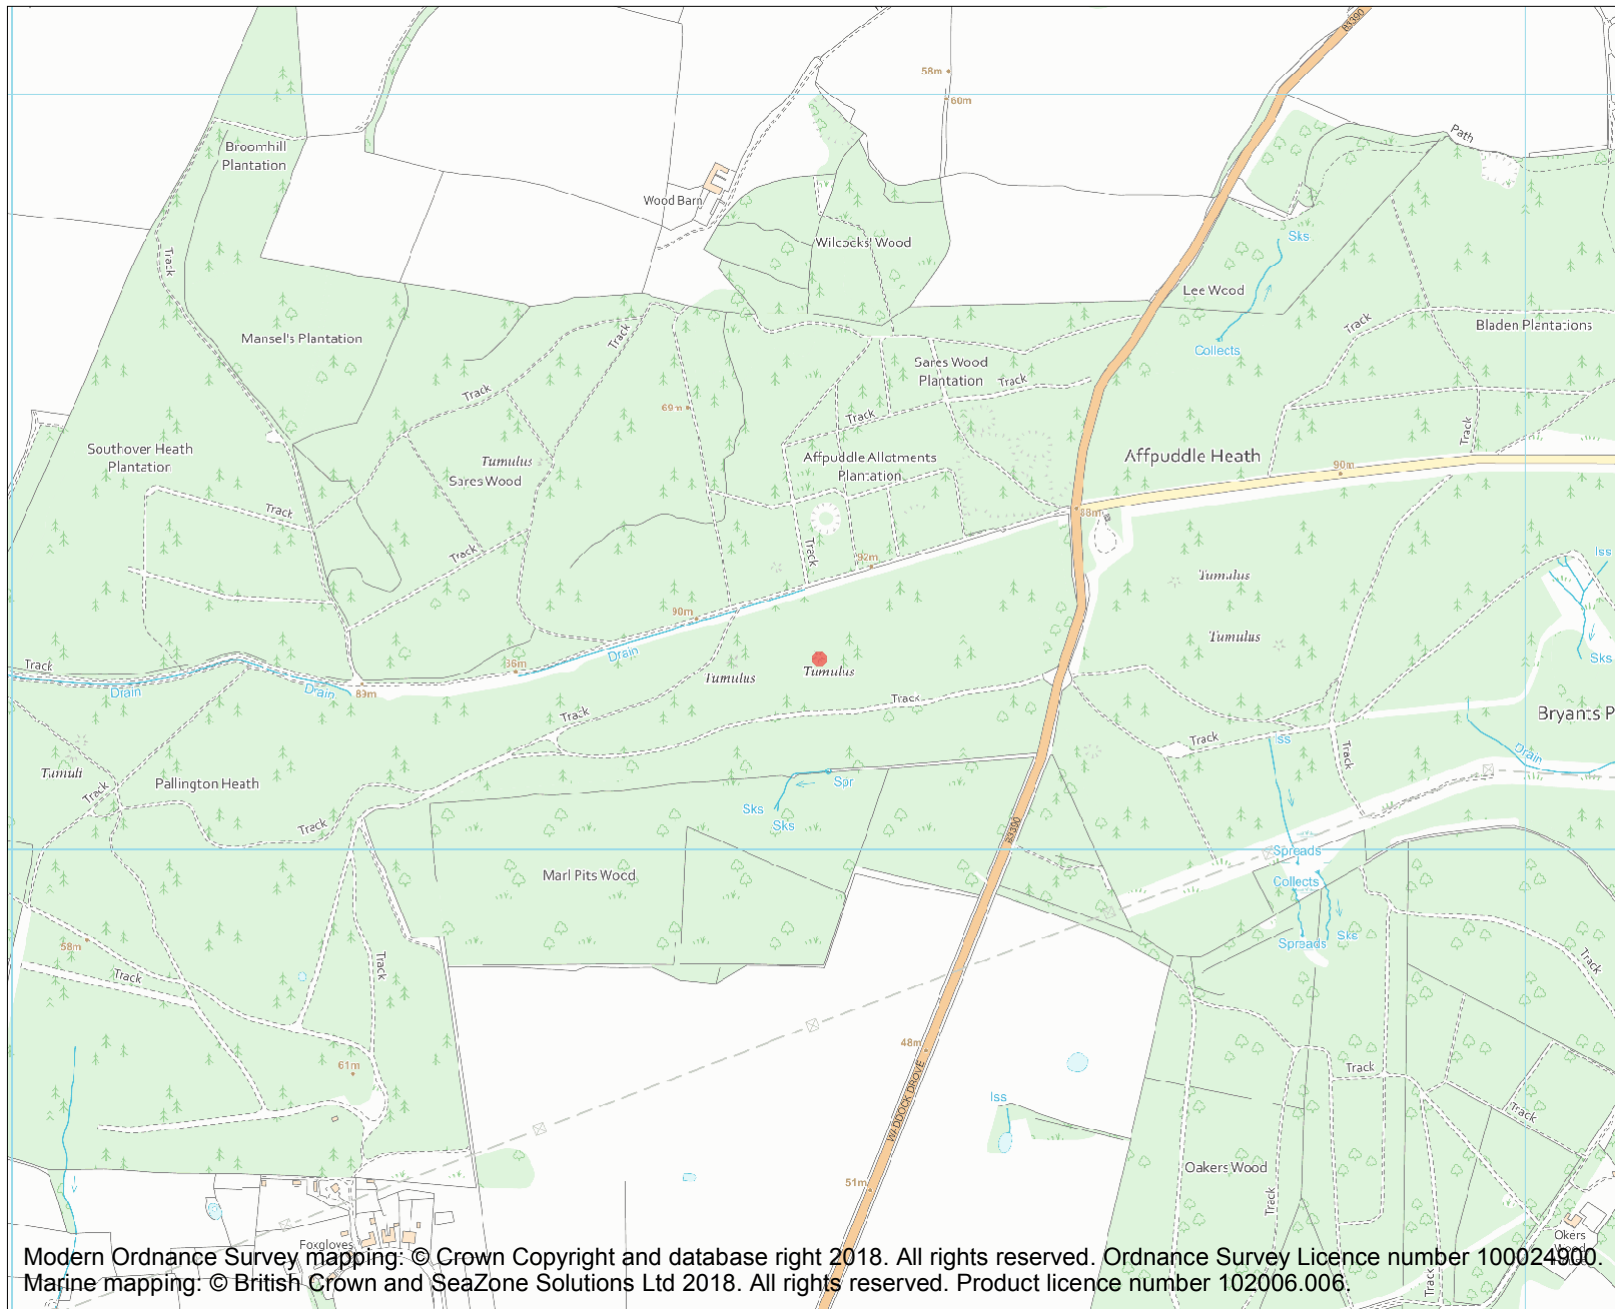 B3390
58m
60m
Path
Broomhill
Plantation
Wood Barn
Wilcocks' Wood
Sks
Track
Lee Wood
Mansel's Plantation
Track
Track
Bladen Plantations
Collects
Sares Wood
Plantation
Track
Track
69m
Track
Southover Heath
Plantation
Tumulus
Sares Wood
Affpuddle Allotments
Plantation
Affpuddle Heath
Track
90m
Track
88m
Track
Track
92m
Iss
Tumulus
90m
Tumulus
Drain
Sks
Track
86m
Tumulus
Tumulus
Drain
Drain
89m
Track
Track
Bryants P
Tumuli
Pallington Heath
Track
Iss
Track
Drain
Track
Spr
Sks
Sks
Track
B3390
Spreads
Marl Pits Wood
Collects
58m
Spreads
Sks
Track
Track
Track
48m
61m
WADDOCK DROVE
Iss
Track
Track
Oakers Wood
51m
Track
Foxgloves
Okers
Wood
Track
Track
Modern Ordnance Survey mapping: © Crown Copyright and database right 2018. All rights reserved. Ordnance Survey Licence number 100024900.
Marine mapping: © British Crown and SeaZone Solutions Ltd 2018. All rights reserved. Product licence number 102006.006.